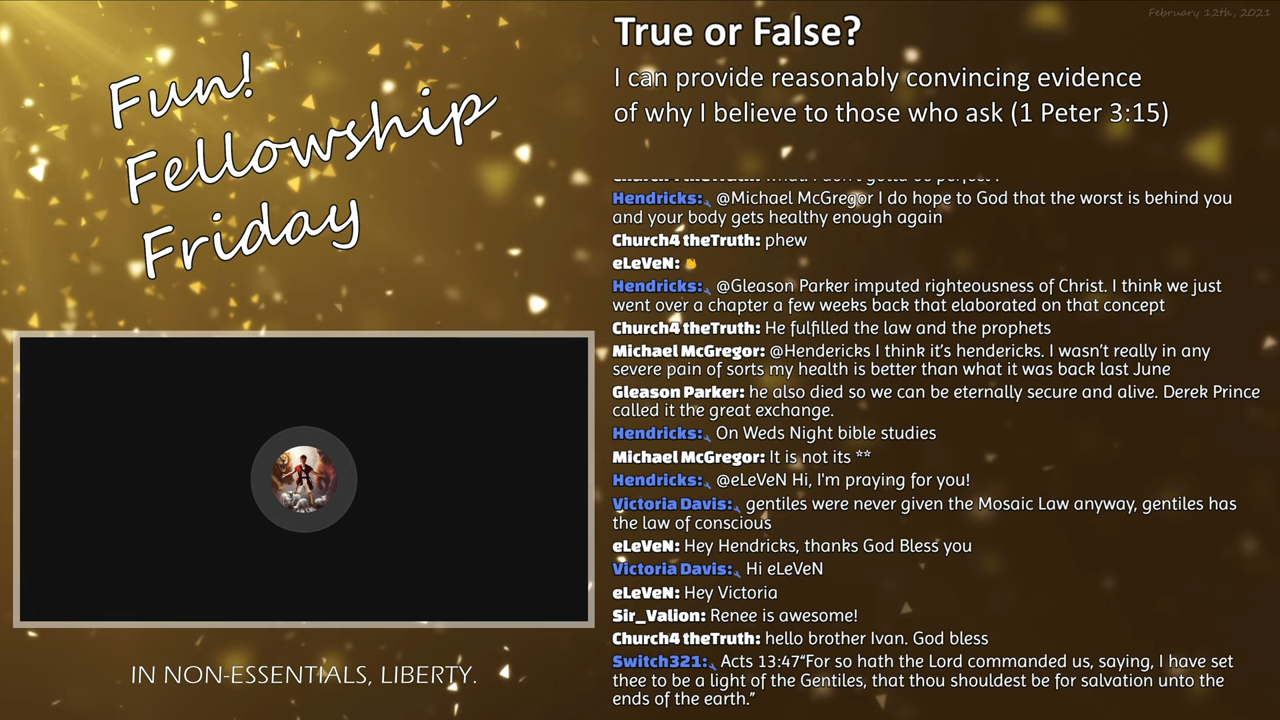 February 12th, 2021
Fun!
Fellowship
Friday
True or False?
I can provide reasonably convincing evidence
of why I believe to those who ask (1 Peter 3:15)
Hendricks: @Michael McGregor I do hope to God that the worst is behind you
and your body gets healthy enough again
Church4 theTruth: phew
eLeVeN: 👏
Hendricks: @Gleason Parker imputed righteousness of Christ. I think we just
went over a chapter a few weeks back that elaborated on that concept
Church4 theTruth: He fulfilled the law and the prophets
Michael McGregor: @Hendericks I think it’s hendericks. I wasn’t really in any
severe pain of sorts my health is better than what it was back last June
Gleason Parker: he also died so we can be eternally secure and alive. Derek Prince
called it the great exchange.
Hendricks: On Weds Night bible studies
Michael McGregor: It is not its **
Hendricks: @eLeVeN Hi, I'm praying for you!
Victoria Davis: gentiles were never given the Mosaic Law anyway, gentiles has
the law of conscious
eLeVeN: Hey Hendricks, thanks God Bless you
Victoria Davis: Hi eLeVeN
eLeVeN: Hey Victoria
Sir_Valion: Renee is awesome!
Church4 theTruth: hello brother Ivan. God bless
Switch321: Acts 13:47“For so hath the Lord commanded us, saying, I have set
thee to be a light of the Gentiles, that thou shouldest be for salvation unto the
ends of the earth.”
IN NON-ESSENTIALS, LIBERTY.